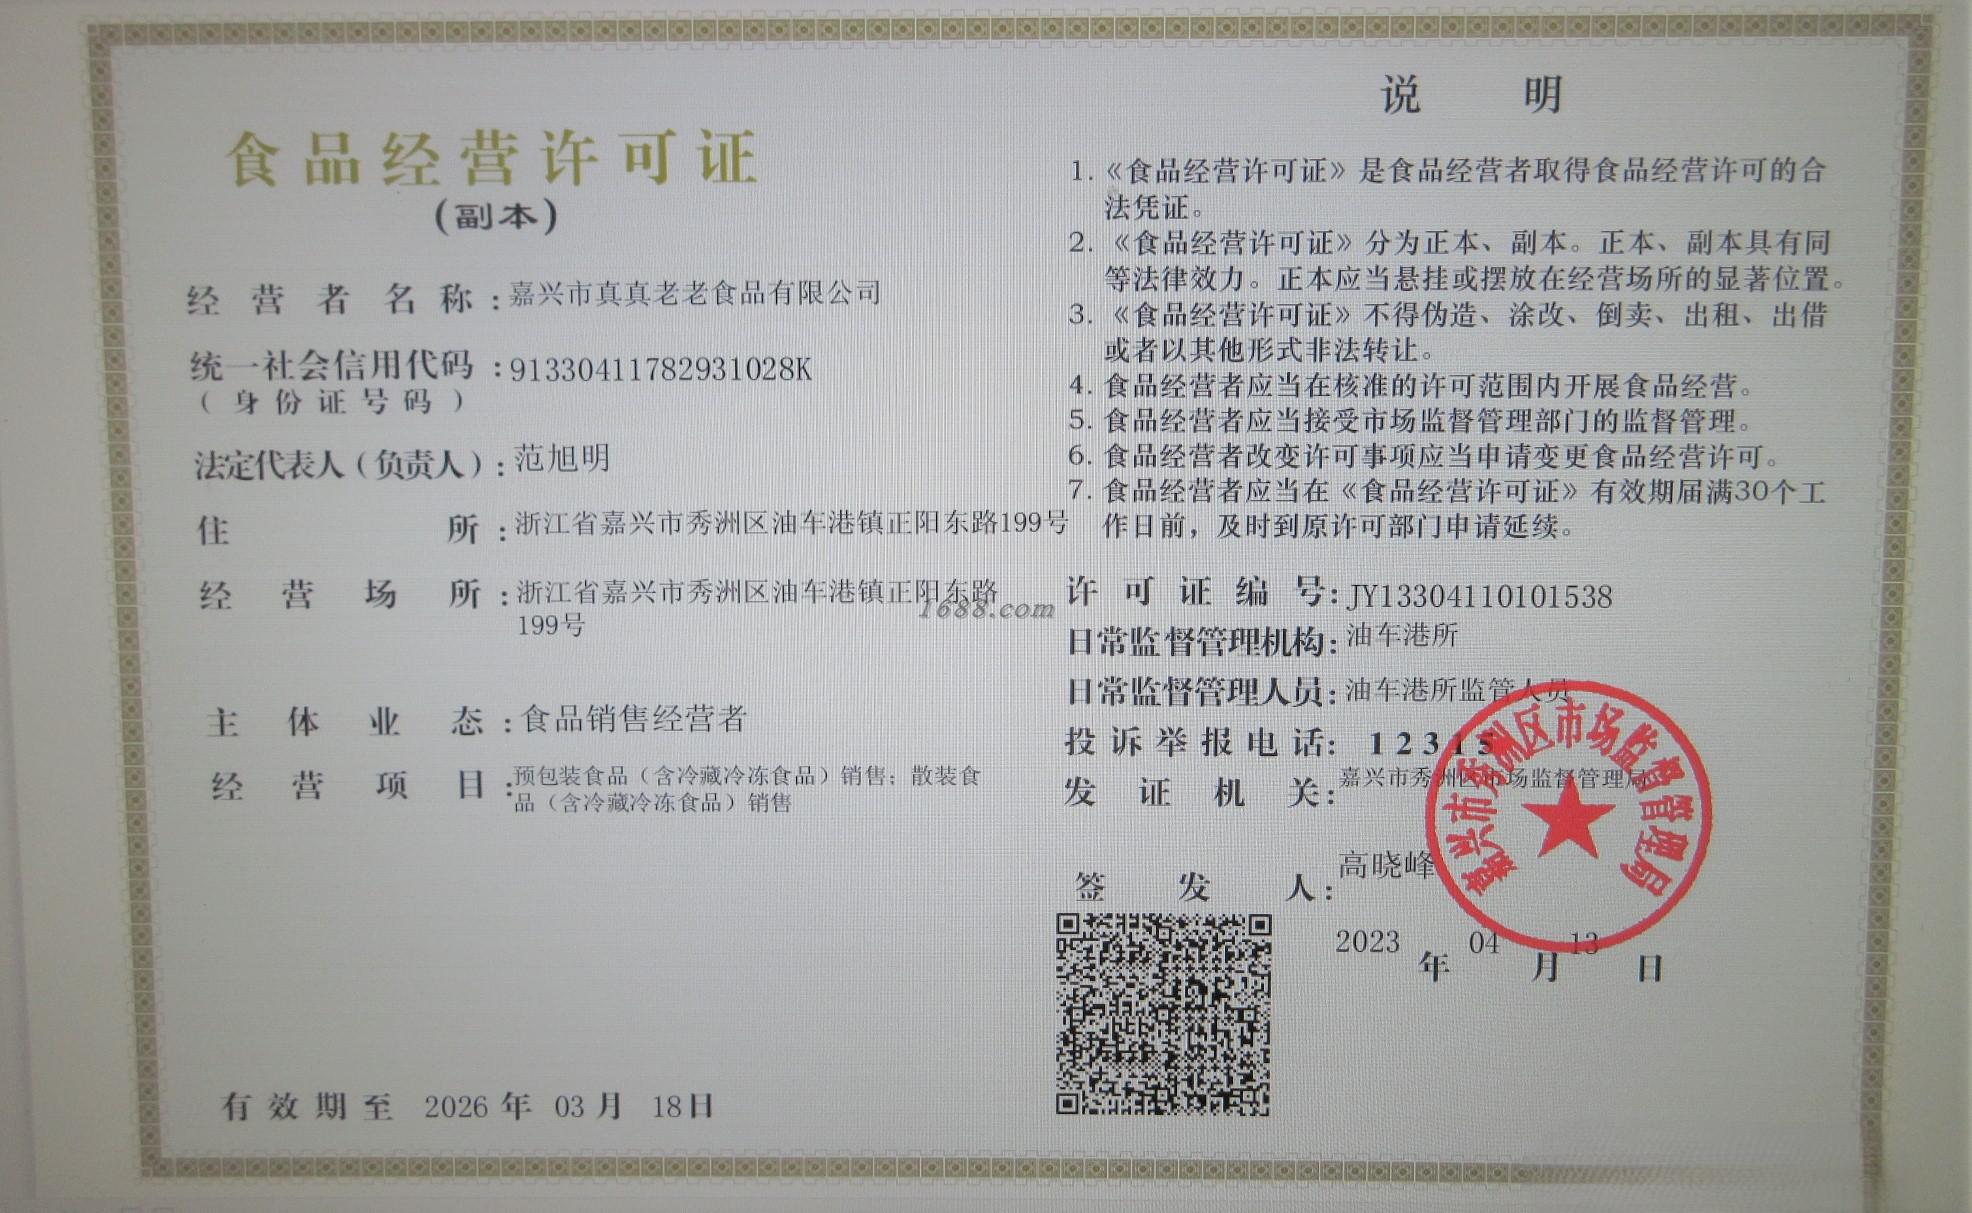 食品经营许可证
(副本)
经营者名称:嘉兴市真真老老食品有限公司
统一社会信用代码:91330411782931028K
(身份证号码)
法定代表人(负责人):范旭明
住所:浙江省嘉兴市秀洲区油车港镇正阳东路199号
经营场所:浙江省嘉兴市秀洲区油车港镇正阳东路
199号
主体业态:食品销售经营者
经营项目:预包装食品(含冷藏冷冻食品)销售;散装食
品(含冷藏冷冻食品)销售
有效期至 2026年03月18日
说明
1.《食品经营许可证》是食品经营者取得食品经营许可的合
法凭证。
2.《食品经营许可证》分为正本、副本。正本、副本具有同
等法律效力。正本应当悬挂或摆放在经营场所的显著位置。
3.《食品经营许可证》不得伪造、涂改、倒卖、出租、出借
或者以其他形式非法转让。
4.食品经营者应当在核准的许可范围内开展食品经营。
5.食品经营者应当接受市场监督管理部门的监督管理。
6.食品经营者改变许可事项应当申请变更食品经营许可。
7.食品经营者应当在《食品经营许可证》有效期届满30个工
作日前,及时到原许可部门申请延续。
1688.com
许可证编号:JY13304110101538
日常监督管理机构:油车港所
日常监督管理人员:油车港所监管人员
投诉举报电话:12315
发证机关:嘉兴市秀洲区市场监督管理局
签发人:高晓峰
2023年04月13日
嘉兴市秀洲区市场监督管理局